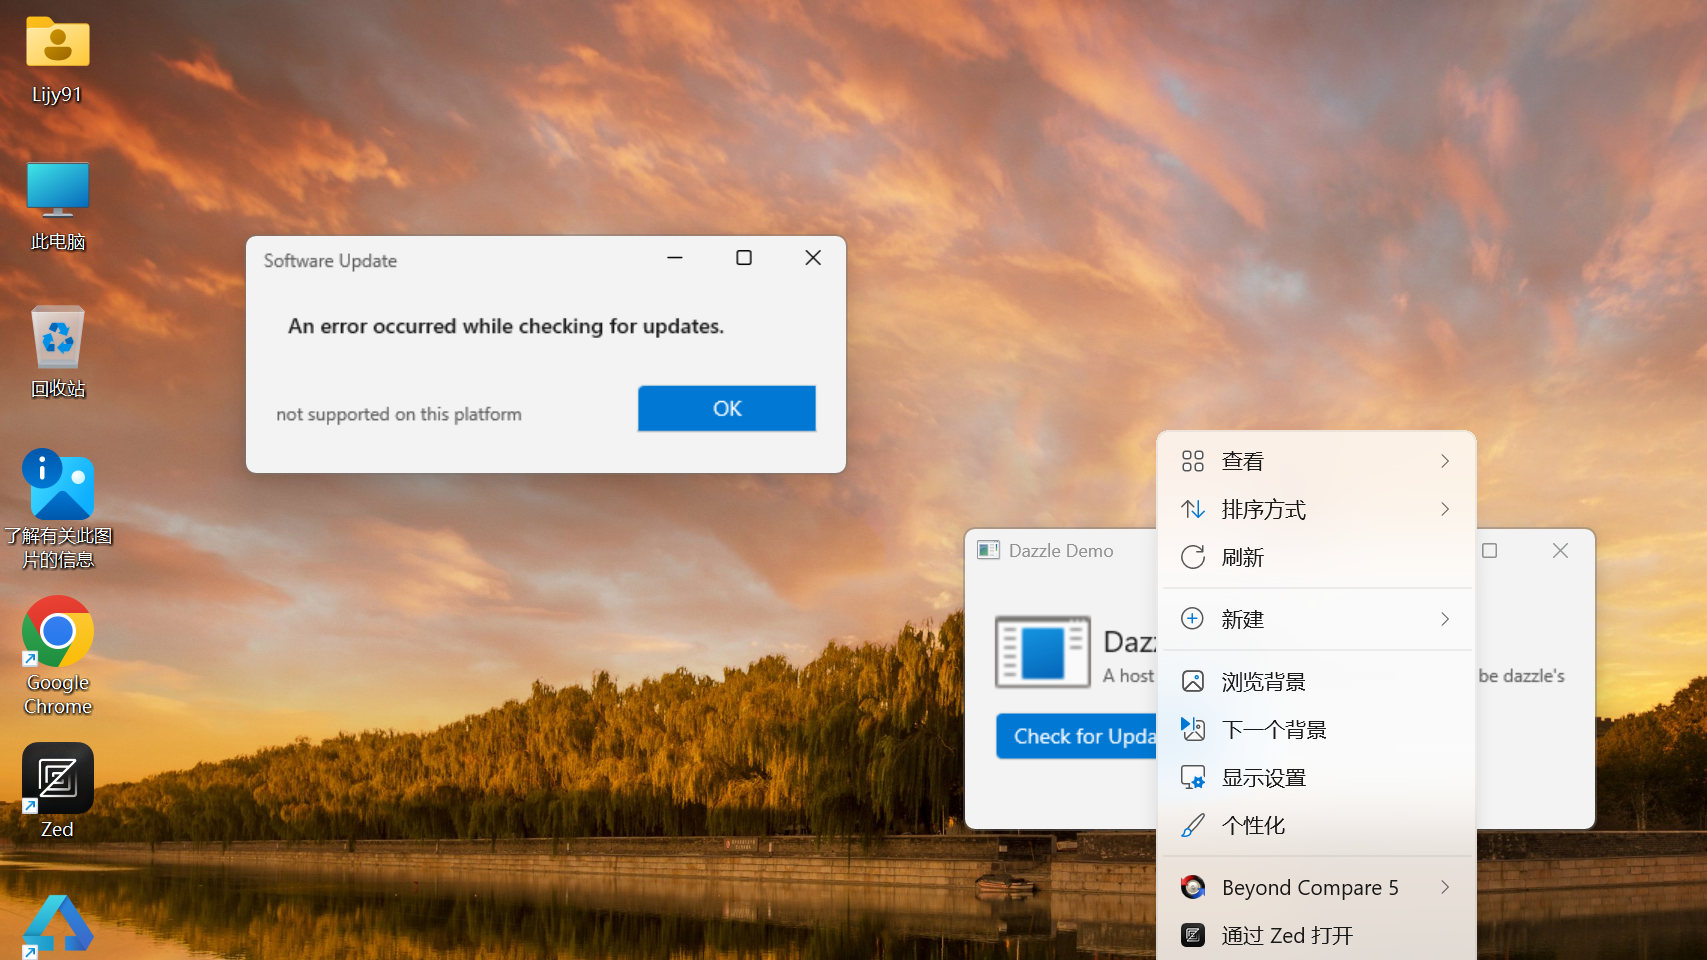 Lijy91
此电脑
回收站
了解有关此图
片的信息
Google
Chrome
Zed
Software Update
An error occurred while checking for updates.
not supported on this platform
OK
Dazzle Demo
A host
be dazzle's
Check for
查看
排序方式
刷新
新建
浏览背景
下一个背景
显示设置
个性化
Beyond Compare 5
通过 Zed 打开